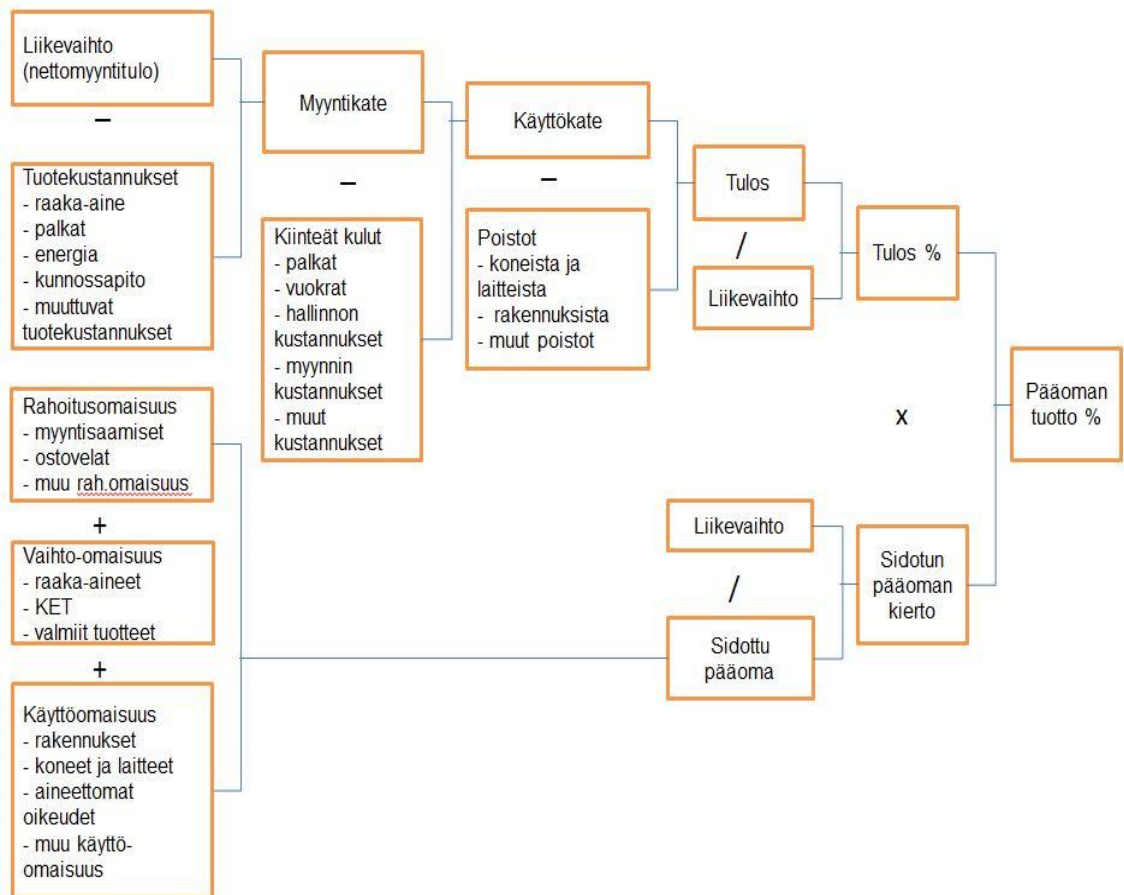 Liikevaihto
(nettomyyntitulo)
–
Tuotekustannukset
- raaka-aine
- palkat
- energia
- kunnossapito
- muuttuvat
tuotekustannukset
Myyntikate
–
Kiinteät kulut
- palkat
- vuokrat
- hallinnon
kustannukset
- myynnin
kustannukset
- muut
kustannukset
Käyttökate
–
Poistot
- koneista ja
laitteista
- rakennuksista
- muut poistot
Tulos
/
Liikevaihto
Tulos %
x
Pääoman
tuotto %
Rahoitusomaisuus
- myyntisaamiset
- ostovelat
- muu rah.omaisuus
+
Vaihto-omaisuus
- raaka-aineet
- KET
- valmiit tuotteet
+
Käyttöomaisuus
- rakennukset
- koneet ja laitteet
- aineettomat
oikeudet
- muu käyttö-
omaisuus
Liikevaihto
/
Sidottu
pääoma
Sidotun
pääoman
kierto